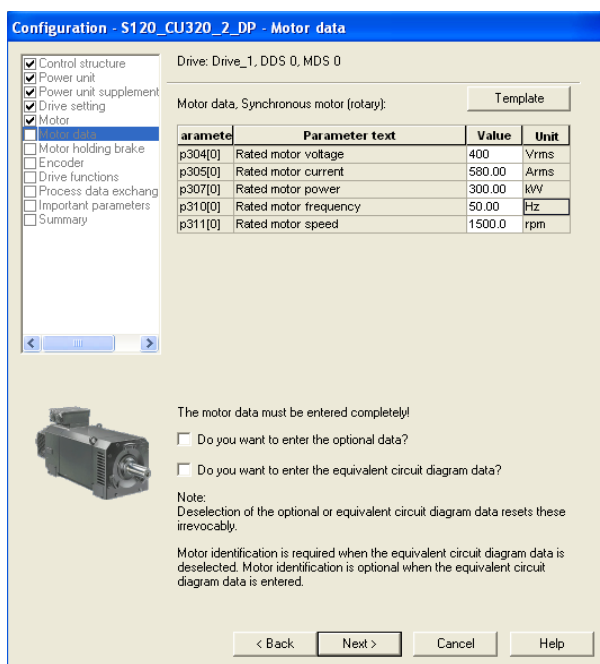 Configuration - S120_CU320_2_DP - Motor data
Control structure
Power unit
Power unit supplement
Drive setting
Motor
Motor data
Motor holding brake
Encoder
Drive functions
Process data exchang
Important parameters
Summary
Drive: Drive_1, DDS 0, MDS 0
Motor data, Synchronous motor (rotary):
Template
aramete Parameter text Value Unit
p304[0] Rated motor voltage 400 Vrms
p305[0] Rated motor current 580.00 Arms
p307[0] Rated motor power 300.00 kW
p310[0] Rated motor frequency 50.00 Hz
p311[0] Rated motor speed 1500.0 rpm
The motor data must be entered completely!
Do you want to enter the optional data?
Do you want to enter the equivalent circuit diagram data?
Note:
Deselection of the optional or equivalent circuit diagram data resets these
irrevocably.
Motor identification is required when the equivalent circuit diagram data is
deselected. Motor identification is optional when the equivalent circuit
diagram data is entered.
< Back
Next >
Cancel
Help